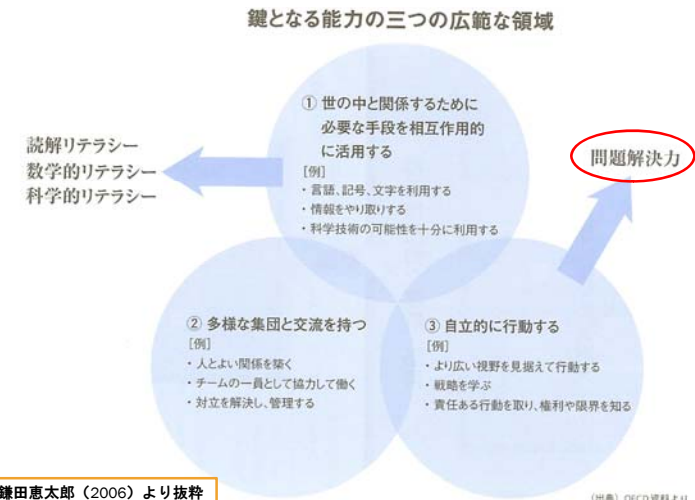 鍵となる能力の三つの広範な領域
① 世の中と関係するために
必要な手段を相互作用的
に活用する
[例]
・言語、記号、文字を利用する
・情報をやり取りする
・科学技術の可能性を十分に利用する
読解リテラシー
数学的リテラシー
科学的リテラシー
問題解決力
② 多様な集団と交流を持つ
[例]
・人とよい関係を築く
・チームの一員として協力して働く
・対立を解決し、管理する
③ 自立的に行動する
[例]
・より広い視野を見据えて行動する
・戦略を学ぶ
・責任ある行動を取り、権利や限界を知る
鎌田恵太郎（2006）より抜粋
（出典）OECD資料より